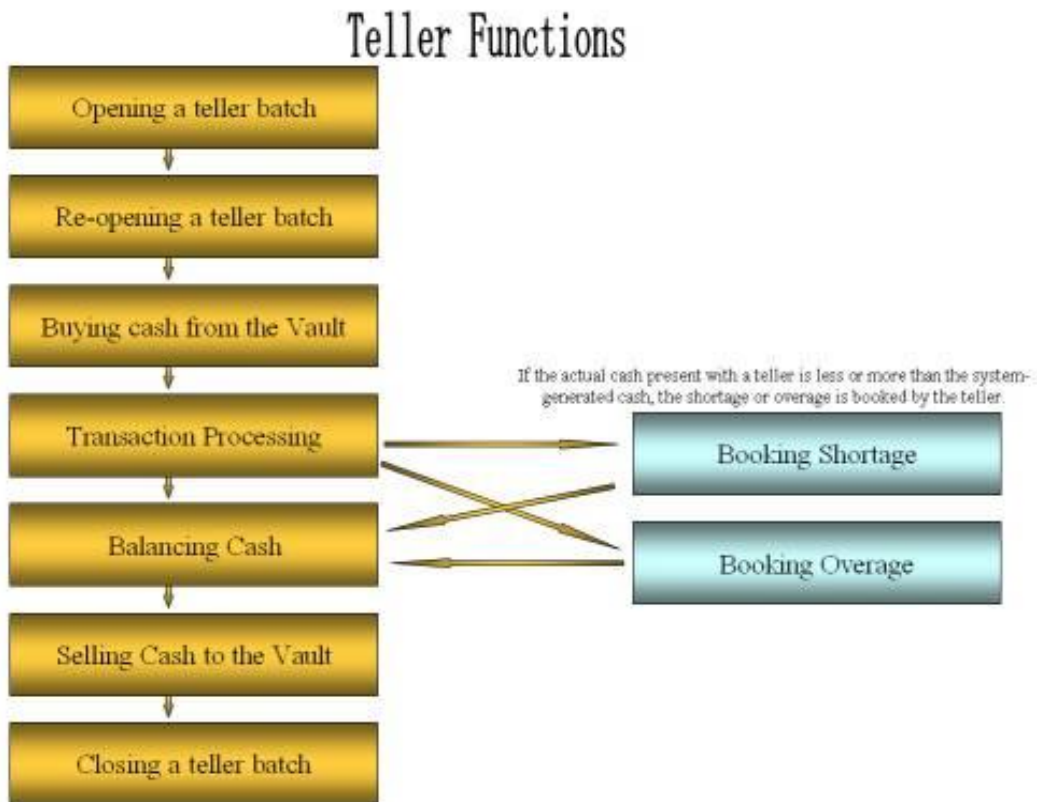 Teller Functions
Opening a teller batch
Re-opening a teller batch
Buying cash from the Vault
Transaction Processing
Balancing Cash
Selling Cash to the Vault
Closing a teller batch
If the actual cash present with a teller is less or more than the system-
generated cash, the shortage or overage is booked by the teller.
Booking Shortage
Booking Overage